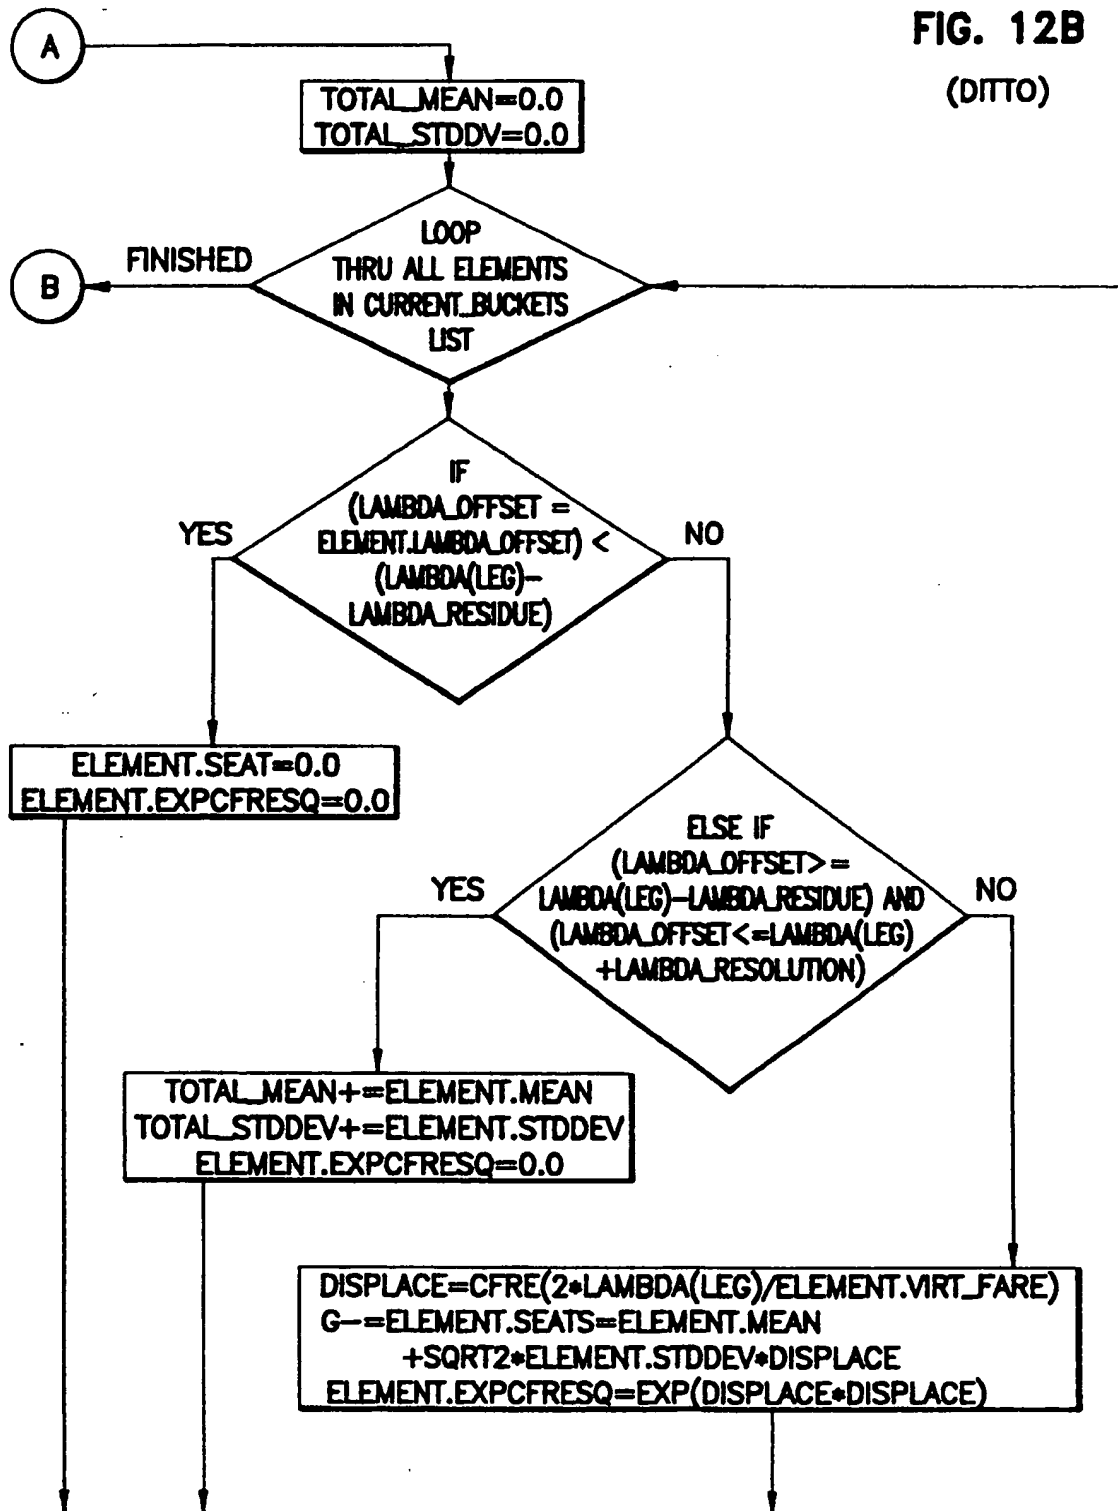 FIG. 12B
(DITTO)
A
TOTAL_MEAN=0.0
TOTAL_STDDV=0.0
LOOP
THRU ALL ELEMENTS
IN CURRENT_BUCKETS
LIST
FINISHED
B
IF
(LAMBDA_OFFSET =
ELEMENT.LAMBDA_OFFSET) <
(LAMBDA(LEG)-
LAMBDA_RESIDUE)
YES
NO
ELEMENT.SEAT=0.0
ELEMENT.EXPCFRESQ=0.0
ELSE IF
(LAMBDA_OFFSET>=
LAMBDA(LEG)-LAMBDA_RESIDUE) AND
(LAMBDA_OFFSET<=LAMBDA(LEG)
+LAMBDA_RESOLUTION)
YES
NO
TOTAL_MEAN+=ELEMENT.MEAN
TOTAL_STDDEV+=ELEMENT.STDDEV
ELEMENT.EXPCFRESQ=0.0
DISPLACE=CFRE(2*LAMBDA(LEG)/ELEMENT.VIRT_FARE)
G-=ELEMENT.SEATS=ELEMENT.MEAN
+SQRT2*ELEMENT.STDDEV*DISPLACE
ELEMENT.EXPCFRESQ=EXP(DISPLACE*DISPLACE)